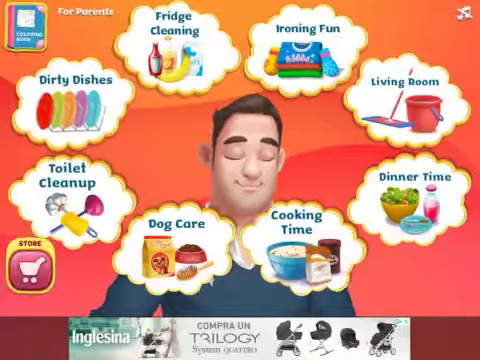 COLORING
BOOK
For Parents
Fridge
Cleaning
Ironing Fun
Dirty Dishes
Living Room
Toilet
Cleanup
Dinner Time
Dog Care
Cooking
Time
STORE
Inglesina
COMPRA UN
TRILOGY
System QUATTRO